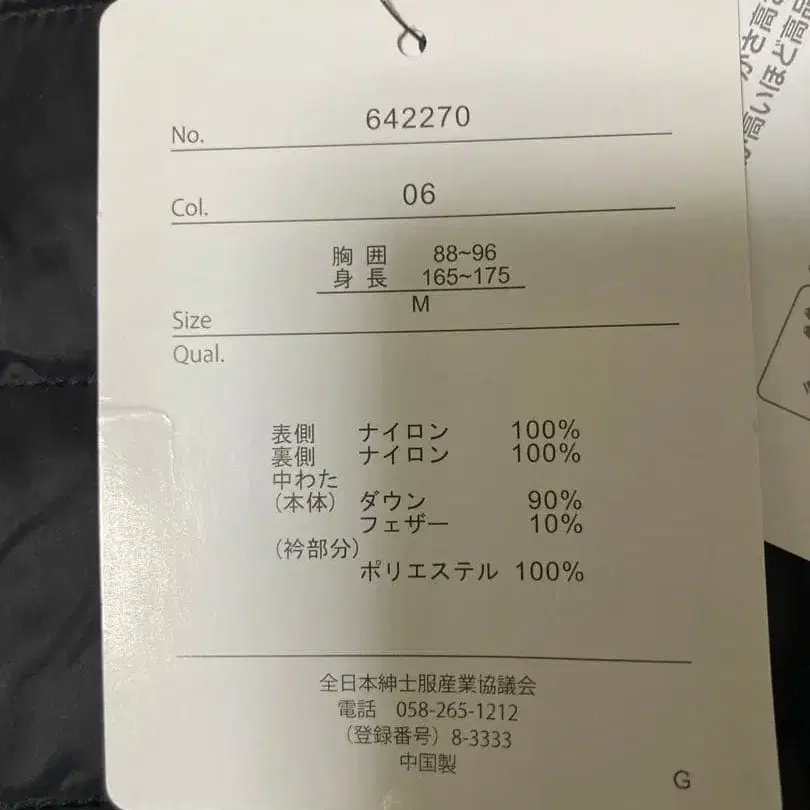 No. 642270
Col. 06
胸 囲 88~96
身 長 165~175
M
Size
Qual.
表側 ナイロン 100%
裏側 ナイロン 100%
中わた
(本体) ダウン 90%
フェザー 10%
(衿部分)
ポリエステル 100%
全日本紳士服産業協議会
電話 058-265-1212
(登録番号) 8-3333
中国製
G